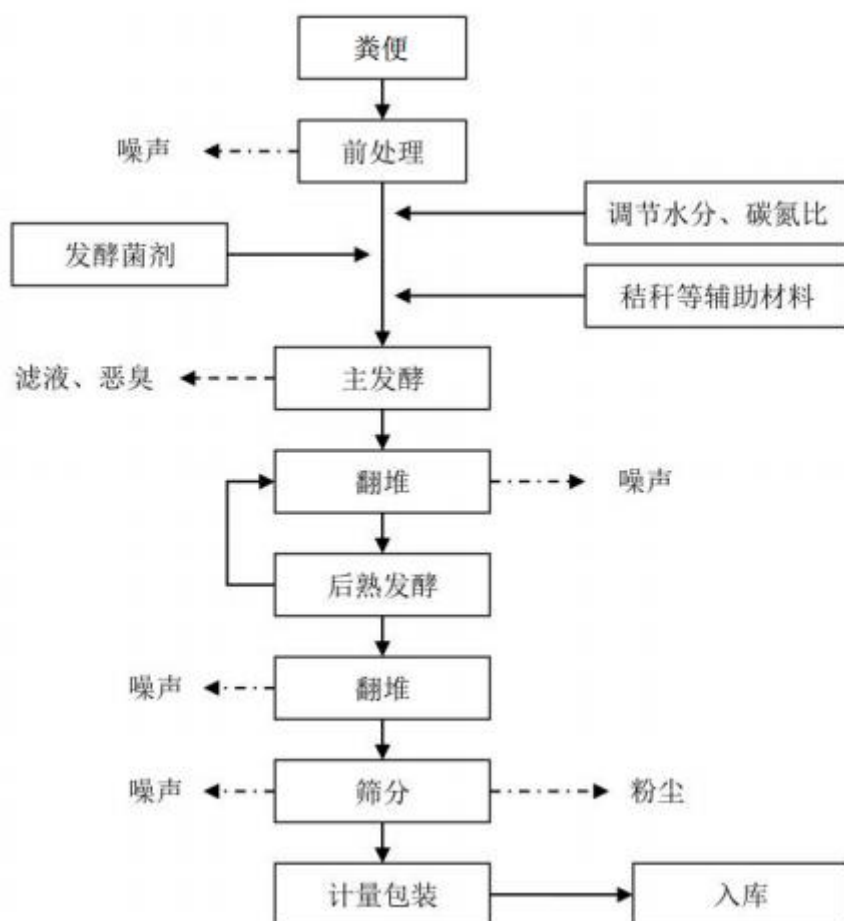 粪便
噪声
前处理
调节水分、碳氮比
发酵菌剂
秸秆等辅助材料
滤液、恶臭
主发酵
翻堆
噪声
后熟发酵
噪声
翻堆
噪声
筛分
粉尘
计量包装
入库